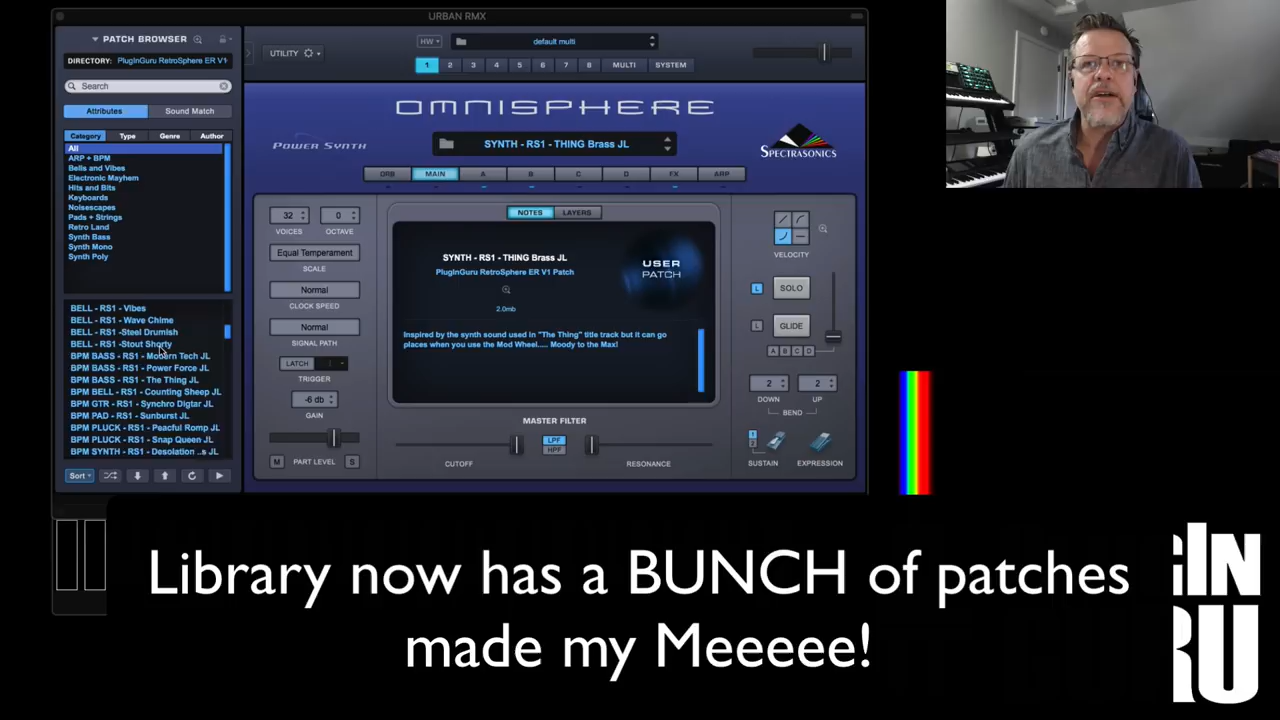 URBAN RMX
PATCH BROWSER
DIRECTORY: PlugInGuru RetroSphere ER V1
Search
Attributes
Sound Match
Category
Type
Genre
Author
All
ARP + BPM
Bells and Vibes
Electronic Mayhem
Hits and Bits
Keyboards
Noisescapes
Pads + Strings
Retro Land
Synth Bass
Synth Mono
Synth Poly
BELL - RS1 - Vibes
BELL - RS1 - Wave Chime
BELL - RS1 -Steel Drumish
BELL - RS1 -Stout Shorty
BPM BASS - RS1 - Modern Tech JL
BPM BASS - RS1 - Power Force JL
BPM BASS - RS1 - The Thing JL
BPM BELL - RS1 - Counting Sheep JL
BPM GTR - RS1 - Synchro Digtar JL
BPM PAD - RS1 - Sunburst JL
BPM PLUCK - RS1 - Peacful Romp JL
BPM PLUCK - RS1 - Snap Queen JL
BPM SYNTH - RS1 - Desolation ..s JL
Sort
UTILITY
HW
default multi
1 2 3 4 5 6 7 8 MULTI SYSTEM
OMNISPHERE
POWER SYNTH
SYNTH - RS1 - THING Brass JL
SPECTRASONICS
ORB MAIN A B C D FX ARP
32
0
VOICES
OCTAVE
Equal Temperament
SCALE
Normal
CLOCK SPEED
Normal
SIGNAL PATH
LATCH
TRIGGER
-6 db
GAIN
M PART LEVEL S
NOTES
LAYERS
SYNTH - RS1 - THING Brass JL
PlugInGuru RetroSphere ER V1 Patch
2.0mb
USER
PATCH
Inspired by the synth sound used in "The Thing" title track but it can go
places when you use the Mod Wheel.... Moody to the Max!
MASTER FILTER
LPF
HPF
CUTOFF
RESONANCE
VELOCITY
L
SOLO
L
GLIDE
A B C D
2
2
DOWN
UP
BEND
1
2
SUSTAIN
EXPRESSION
Library now has a BUNCH of patches
made my Meeeee!
iN
RU